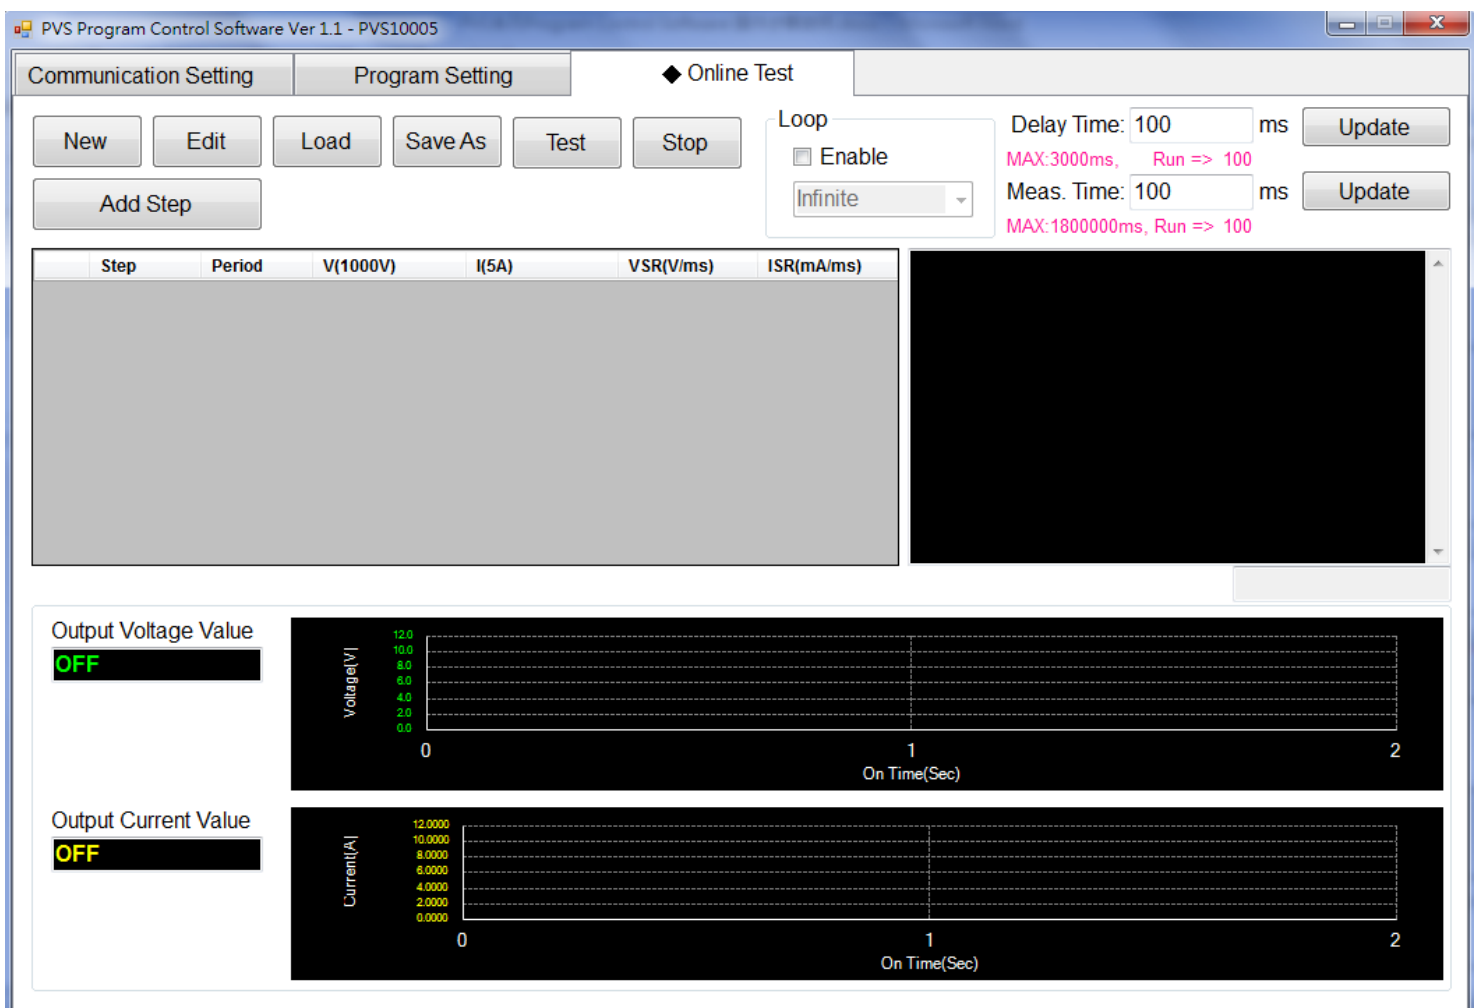 PVS Program Control Software Ver 1.1 - PVS10005
Communication Setting
Program Setting
◆ Online Test
New
Edit
Load
Save As
Test
Stop
Add Step
Loop
Enable
Infinite
Delay Time: 100 ms Update
MAX:3000ms, Run => 100
Meas. Time: 100 ms Update
MAX:1800000ms, Run => 100
Step Period V(1000V) I(5A) VSR(V/ms) ISR(mA/ms)
Output Voltage Value
OFF
Voltage(V)
12.0
10.0
8.0
6.0
4.0
2.0
0.0
0 1 2
On Time(Sec)
Output Current Value
OFF
Current(A)
12.0000
10.0000
8.0000
6.0000
4.0000
2.0000
0.0000
0 1 2
On Time(Sec)